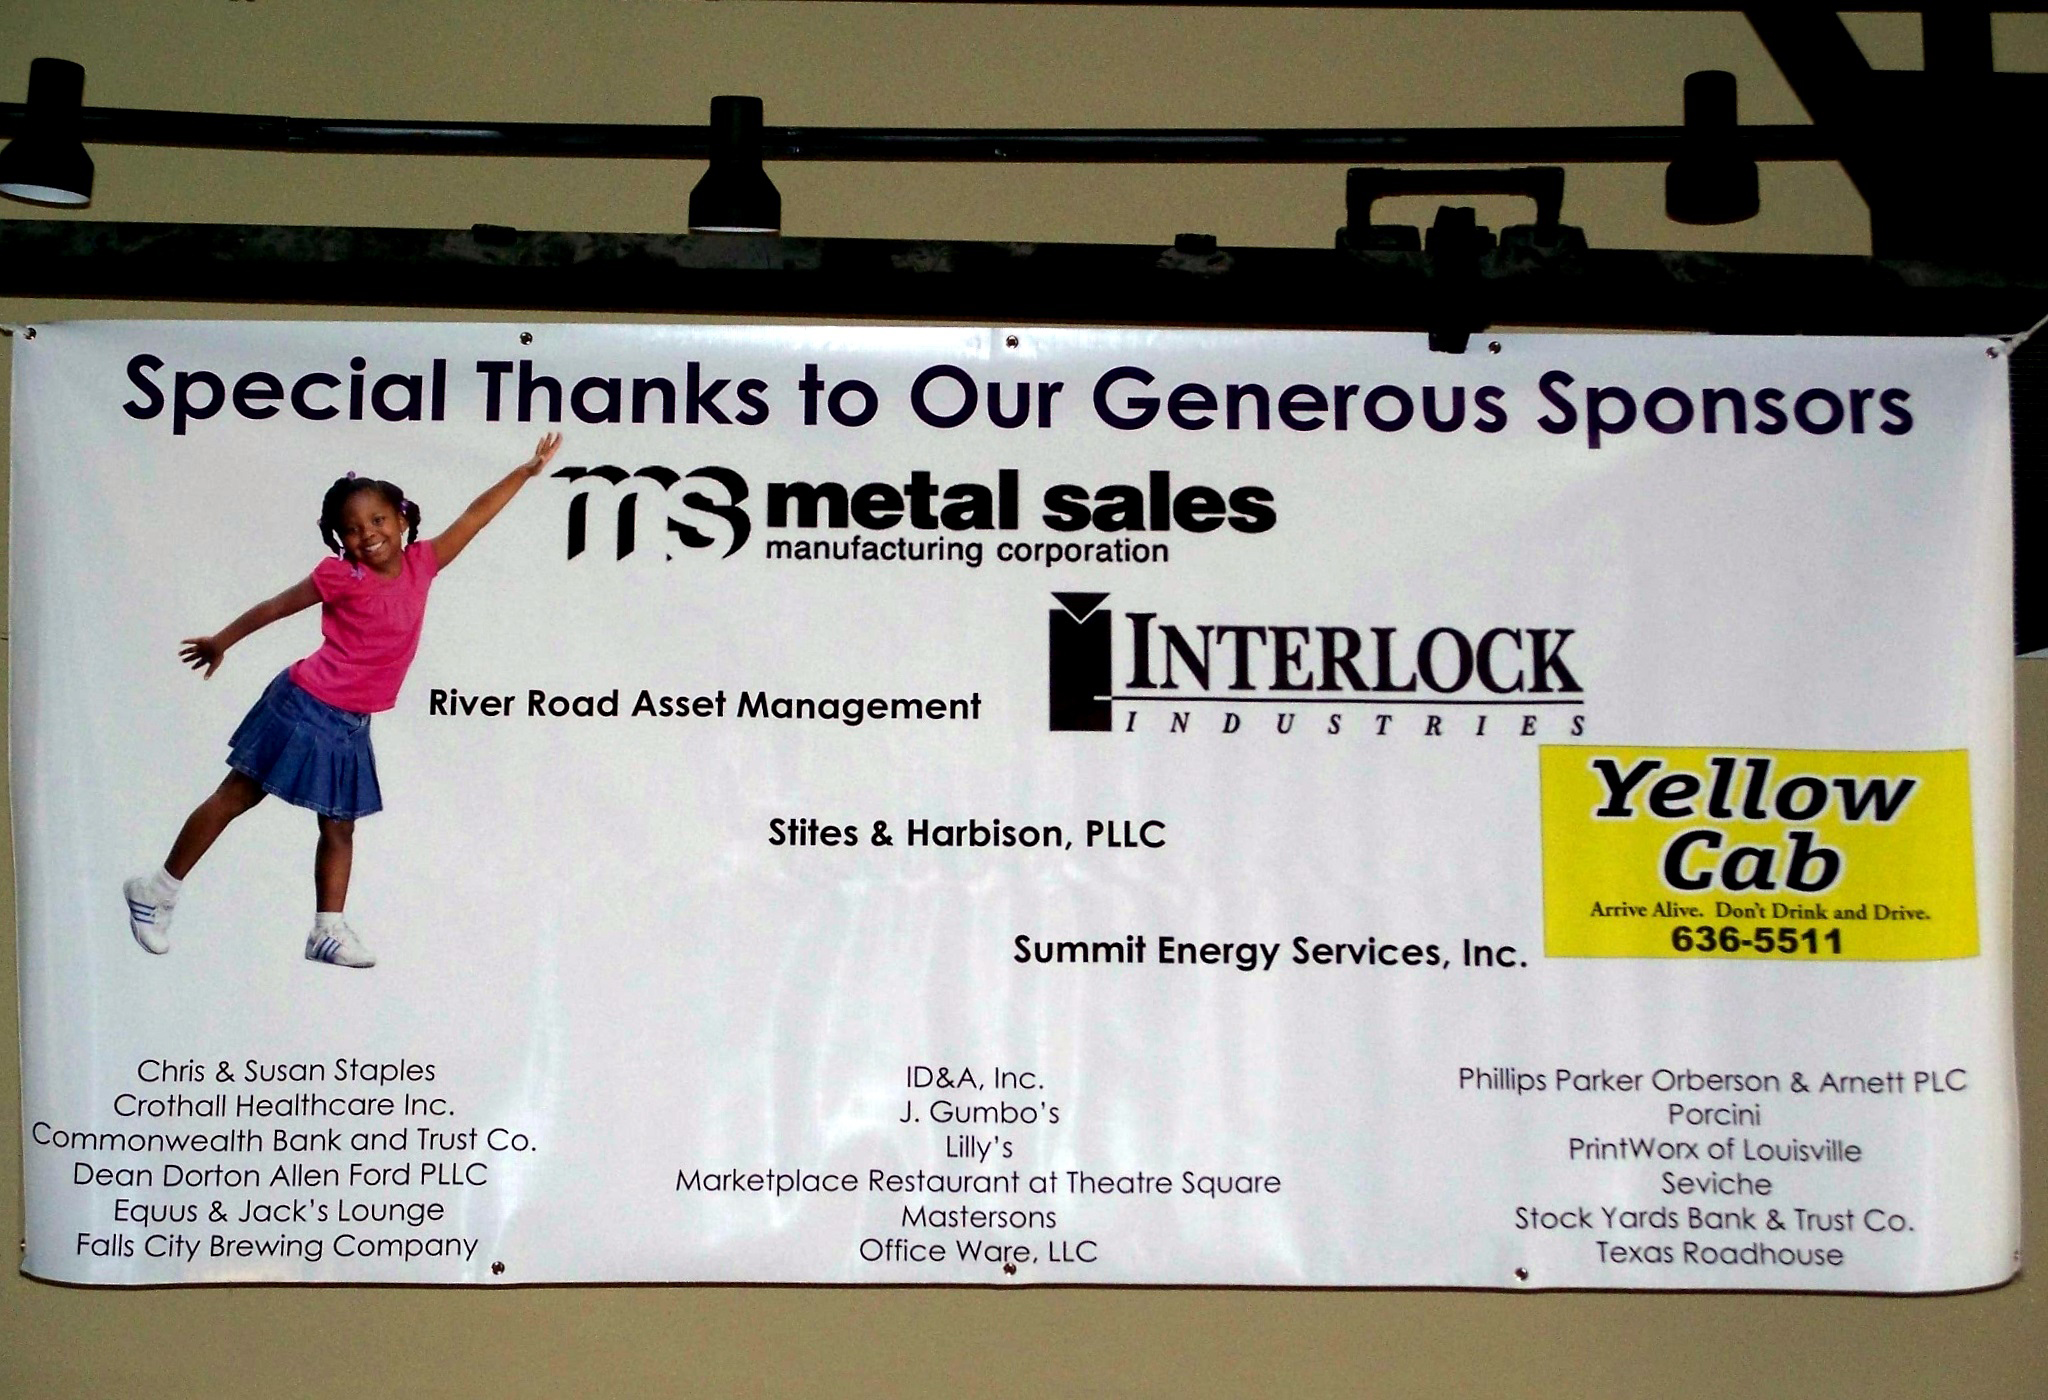 Special Thanks to Our Generous Sponsors
ms metal sales
manufacturing corporation
INTERLOCK
INDUSTRIES
River Road Asset Management
Yellow
Cab
Arrive Alive. Don't Drink and Drive.
636-5511
Stites & Harbison, PLLC
Summit Energy Services, Inc.
Chris & Susan Staples
Crothall Healthcare Inc.
Commonwealth Bank and Trust Co.
Dean Dorton Allen Ford PLLC
Equus & Jack's Lounge
Falls City Brewing Company
ID&A, Inc.
J. Gumbo's
Lilly's
Marketplace Restaurant at Theatre Square
Mastersons
Office Ware, LLC
Phillips Parker Orberson & Arnett PLC
Porcini
PrintWorx of Louisville
Seviche
Stock Yards Bank & Trust Co.
Texas Roadhouse